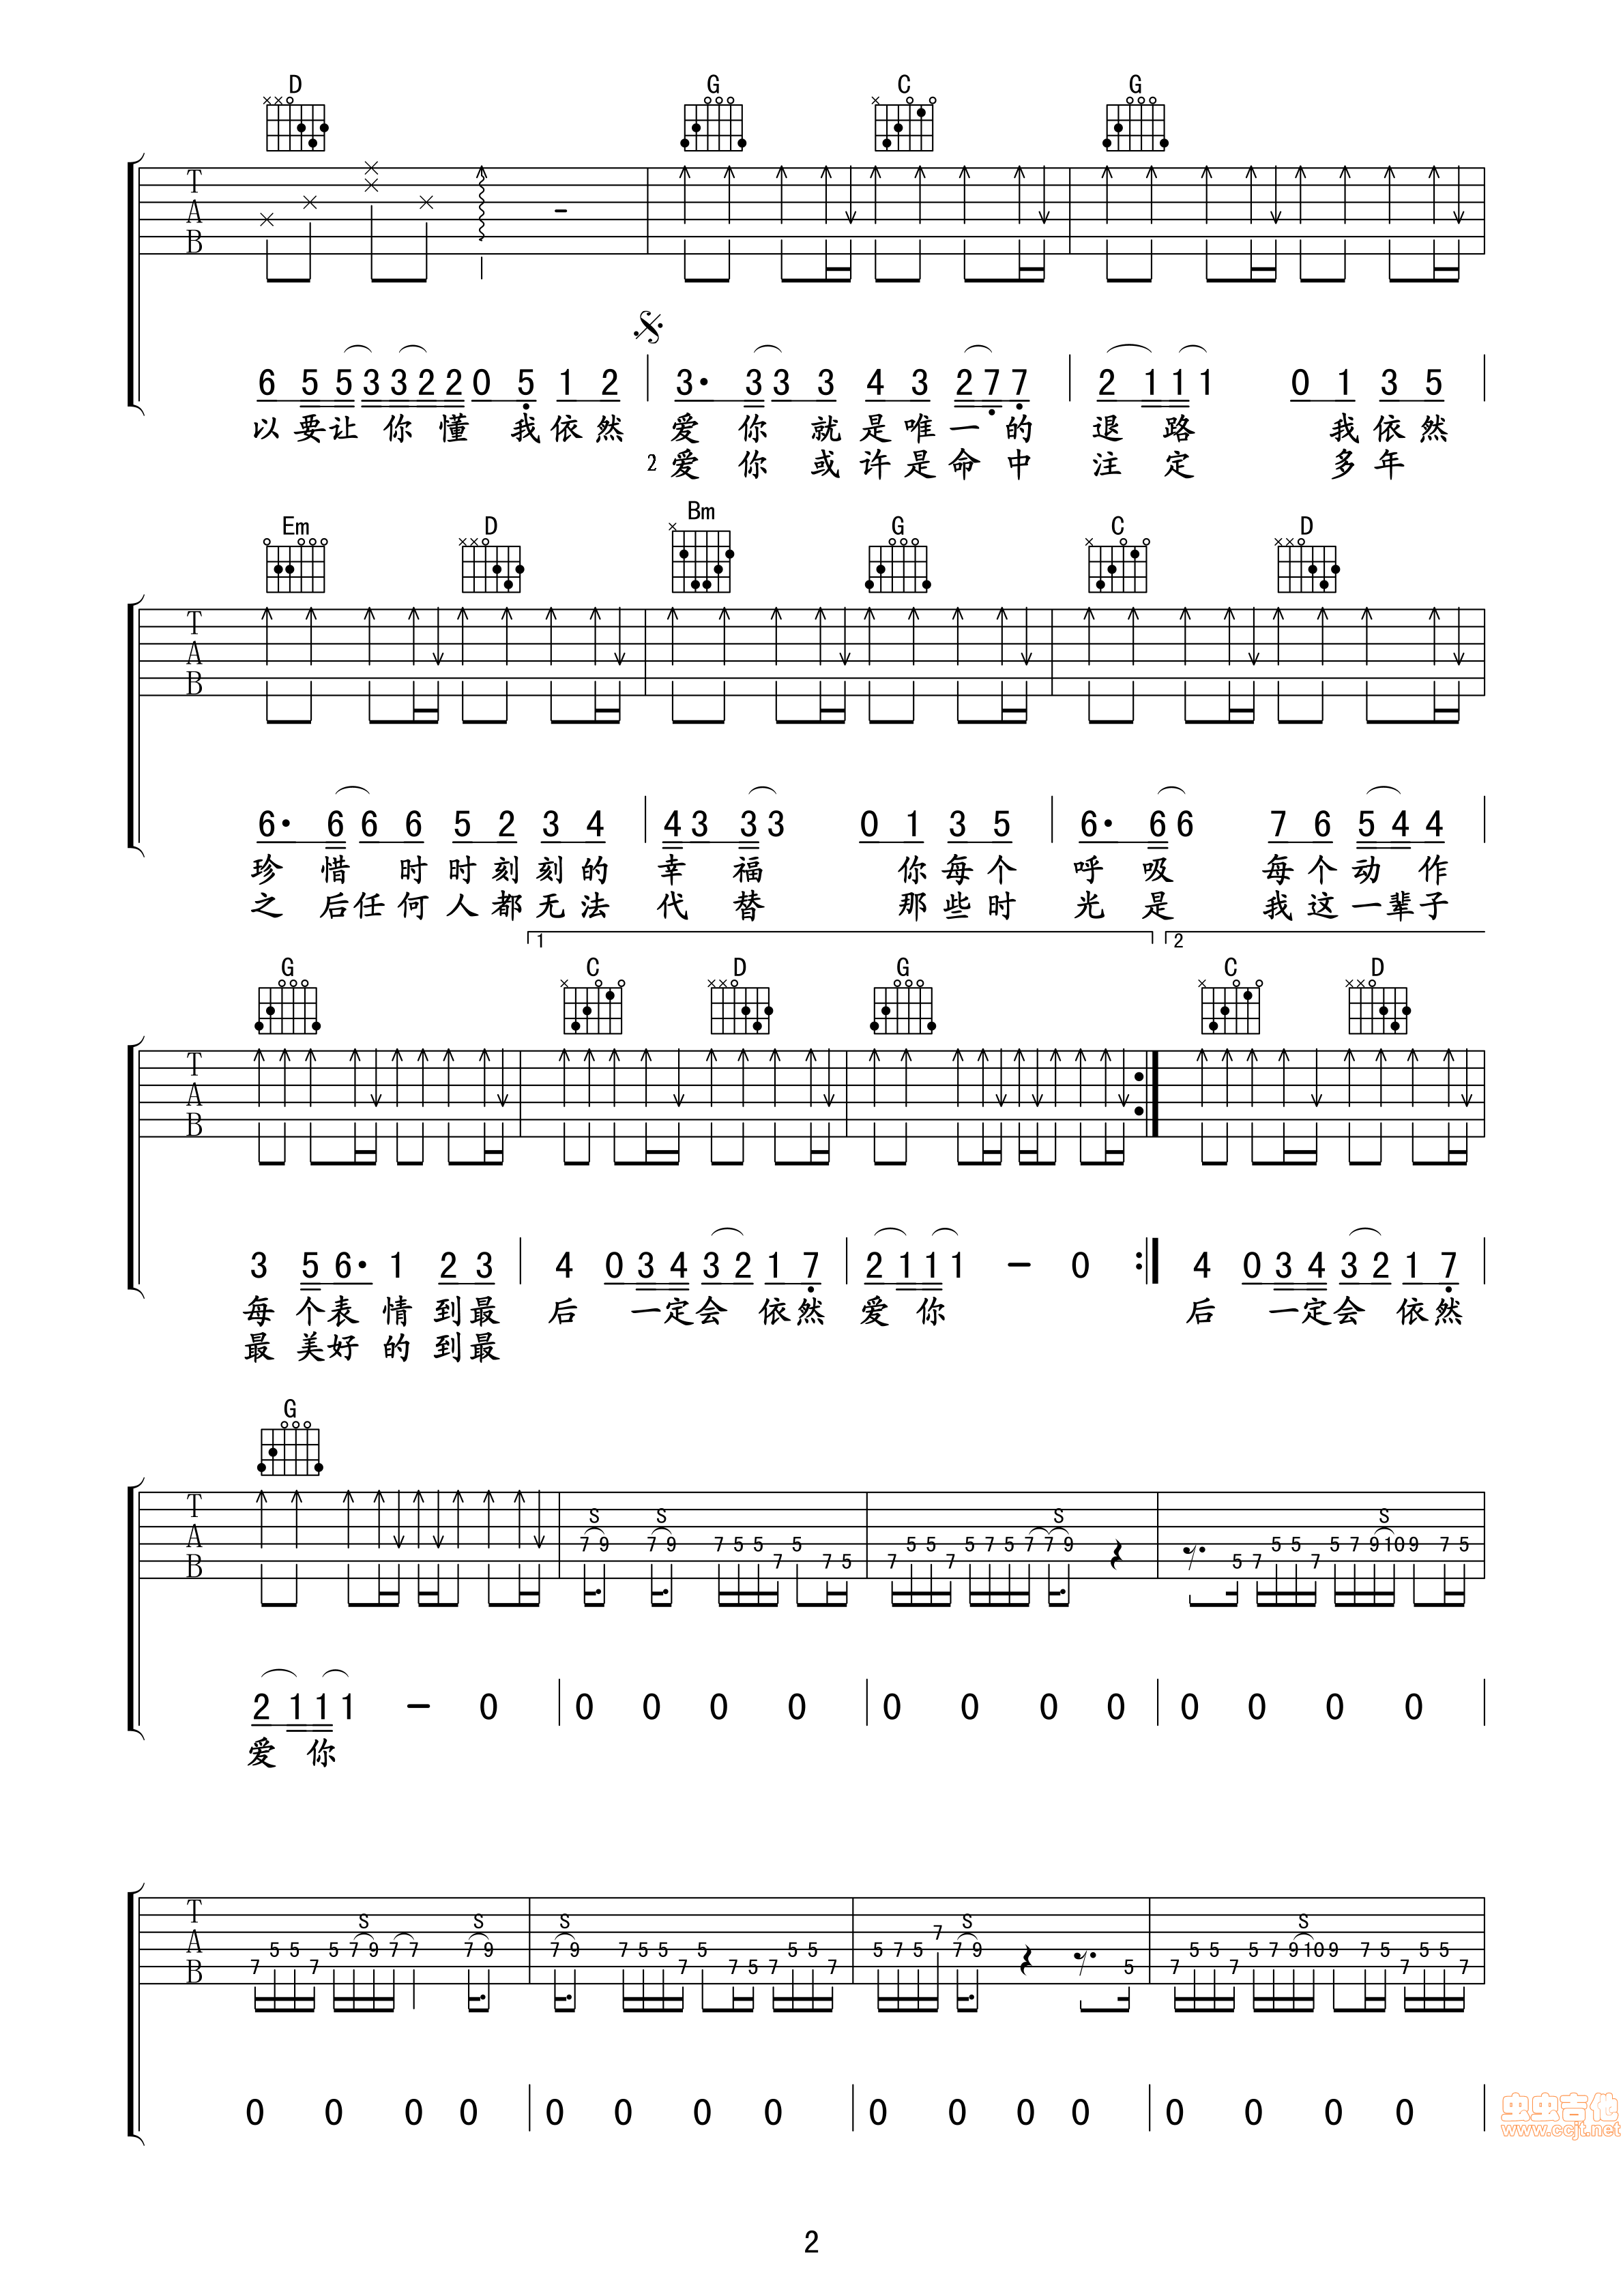 D G C G
T
A
B
6 5 5 3 3 2 2 0 5 1 2 3· 3 3 3 4 3 2 7 7 2 1 1 1 0 1 3 5
以要让你懂 我依然 爱你 就是唯一的 退路 我依然
2 爱你 或许是命中 注定 多年
Em D Bm G C D
T
A
B
6· 6 6 6 5 2 3 4 4 3 3 3 0 1 3 5 6· 6 6 7 6 5 4 4
珍惜 时时刻刻的 幸福 你每个 呼吸 每个动作
之 后任何人都无法 代替 那些时 光是 我这一辈子
1 2
G C D G C D
T
A
B
3 5 6· 1 2 3 4 0 3 4 3 2 1 7 2 1 1 1 – 0 4 0 3 4 3 2 1 7
每个表情到最 后 一定会依然 爱你 后 一定会依然
最美好的到最
G
S S S S
T
A
B
7 9 7 9 7 5 5 7 5 7 5 7 5 5 7 5 7 5 7 7 9 5 7 5 5 7 5 7 9 10 9 7 5
2 1 1 1 – 0 0 0 0 0 0 0 0 0 0 0 0 0
爱你
S S S S S
T
A
B
7 5 5 7 5 7 9 7 7 7 9 7 9 7 5 5 7 5 7 5 7 5 5 7 5 7 5 7 7 9 5 7 5 5 7 5 7 9 10 9 7 5 7 5 5 7
0 0 0 0 0 0 0 0 0 0 0 0 0 0 0 0
虫虫吉他
www.ccjt.net
2